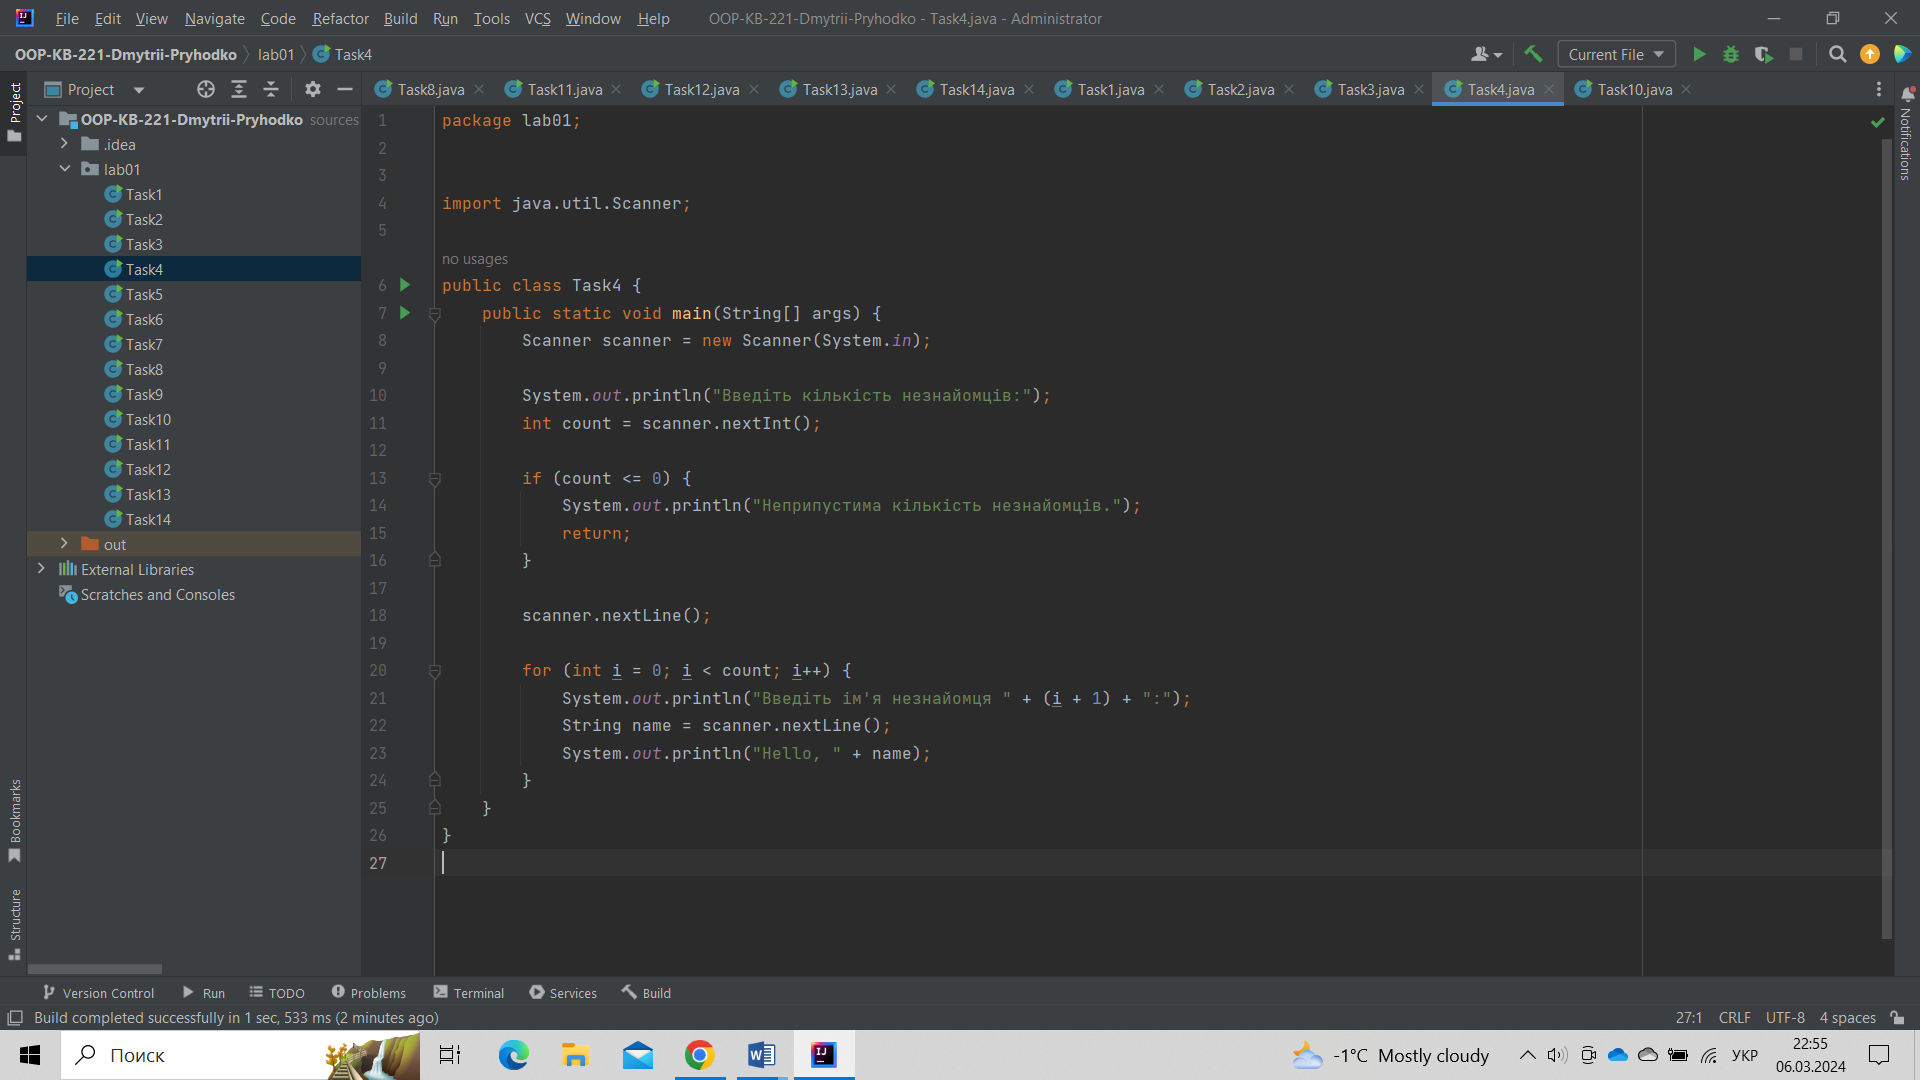 File Edit View Navigate Code Refactor Build Run Tools VCS Window Help OOP-KB-221-Dmytrii-Pryhodko - Task4.java - Administrator
OOP-KB-221-Dmytrii-Pryhodko lab01 Task4 Current File
Project Task8.java Task11.java Task12.java Task13.java Task14.java Task1.java Task2.java Task3.java Task4.java Task10.java
Project
Notifications
OOP-KB-221-Dmytrii-Pryhodko sources
.idea
lab01
Task1
Task2
Task3
Task4
Task5
Task6
Task7
Task8
Task9
Task10
Task11
Task12
Task13
Task14
out
External Libraries
Scratches and Consoles
Bookmarks
Structure
1 package lab01;
2
3
4 import java.util.Scanner;
5
no usages
6 public class Task4 {
7 public static void main(String[] args) {
8 Scanner scanner = new Scanner(System.in);
9
10 System.out.println("Введіть кількість незнайомців:");
11 int count = scanner.nextInt();
12
13 if (count <= 0) {
14 System.out.println("Неприпустима кількість незнайомців.");
15 return;
16 }
17
18 scanner.nextLine();
19
20 for (int i = 0; i < count; i++) {
21 System.out.println("Введіть ім'я незнайомця " + (i + 1) + ":");
22 String name = scanner.nextLine();
23 System.out.println("Hello, " + name);
24 }
25 }
26 }
27
Version Control Run TODO Problems Terminal Services Build
Build completed successfully in 1 sec, 533 ms (2 minutes ago) 27:1 CRLF UTF-8 4 spaces
Поиск -1°C Mostly cloudy УКР 22:55
06.03.2024